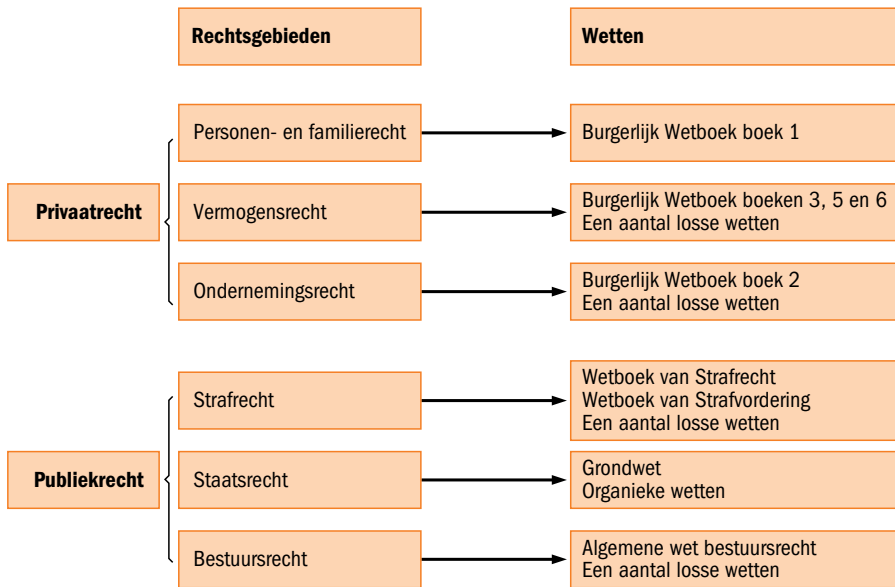 Rechtsgebieden
Wetten
Privaatrecht
Personen- en familierecht
Burgerlijk Wetboek boek 1
Vermogensrecht
Burgerlijk Wetboek boeken 3, 5 en 6
Een aantal losse wetten
Ondernemingsrecht
Burgerlijk Wetboek boek 2
Een aantal losse wetten
Publiekrecht
Strafrecht
Wetboek van Strafrecht
Wetboek van Strafvordering
Een aantal losse wetten
Staatsrecht
Grondwet
Organieke wetten
Bestuursrecht
Algemene wet bestuursrecht
Een aantal losse wetten